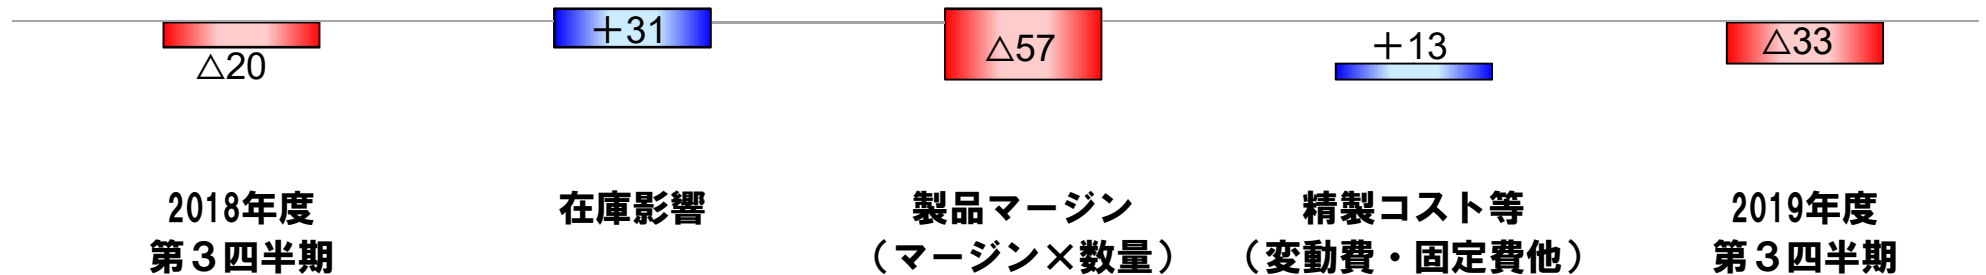 △20
＋31
△57
＋13
△33
2018年度
第３四半期
在庫影響
製品マージン
（マージン×数量）
精製コスト等
（変動費・固定費他）
2019年度
第３四半期